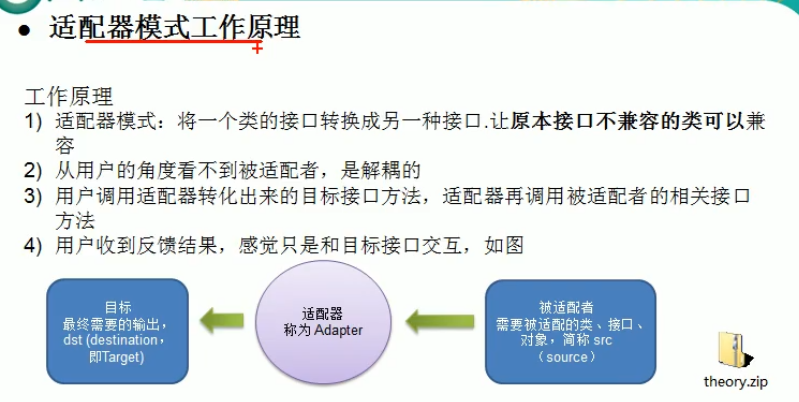 ● 适配器模式工作原理
工作原理
1) 适配器模式：将一个类的接口转换成另一种接口.让原本接口不兼容的类可以兼
容
2) 从用户的角度看不到被适配者，是解耦的
3) 用户调用适配器转化出来的目标接口方法，适配器再调用被适配者的相关接口
方法
4) 用户收到反馈结果，感觉只是和目标接口交互，如图
目标
最终需要的输出，
dst (destination，
即Target)
适配器
称为 Adapter
被适配者
需要被适配的类、接口、
对象，简称 src
（source）
theory.zip